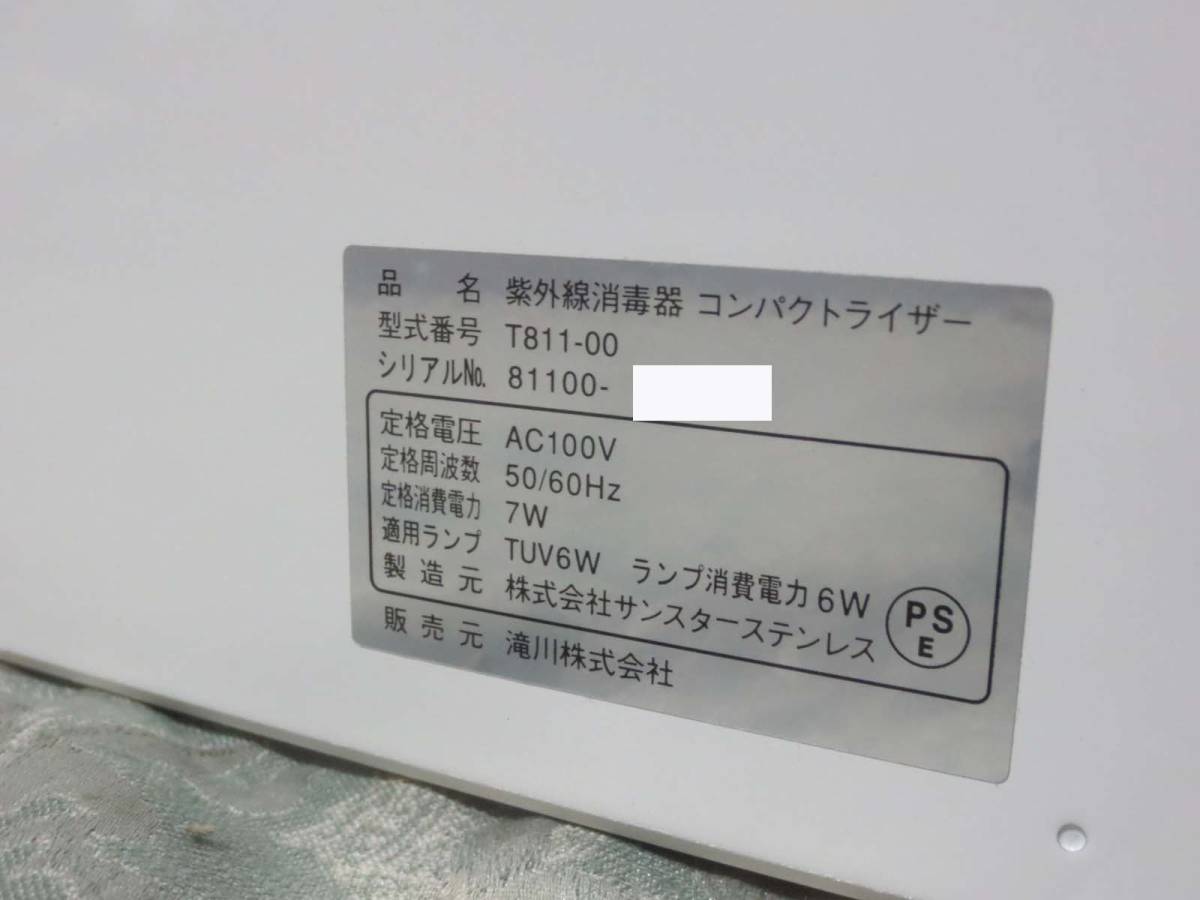 品名 紫外線消毒器 コンパクトライザー
型式番号 T811-00
シリアルNo. 81100-
定格電圧 AC100V
定格周波数 50/60Hz
定格消費電力 7W
適用ランプ TUV6W ランプ消費電力6W
製造元 株式会社サンスターステンレス
PS
E
販売元 滝川株式会社